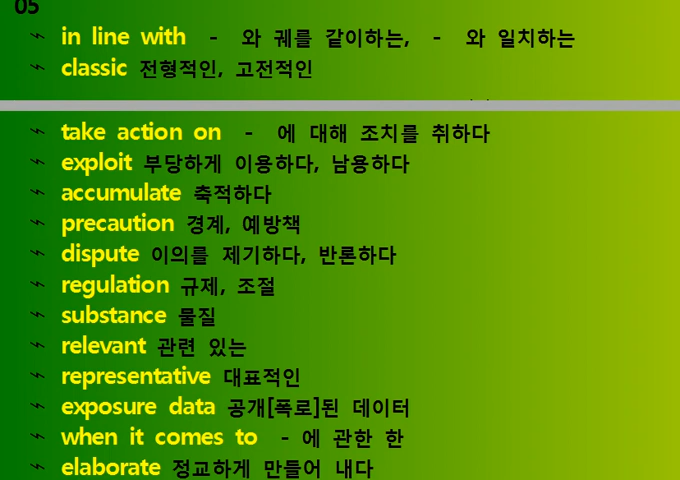 05
in line with - 와 궤를 같이하는, - 와 일치하는
classic 전형적인, 고전적인
take action on - 에 대해 조치를 취하다
exploit 부당하게 이용하다, 남용하다
accumulate 축적하다
precaution 경계, 예방책
dispute 이의를 제기하다, 반론하다
regulation 규제, 조절
substance 물질
relevant 관련 있는
representative 대표적인
exposure data 공개[폭로]된 데이터
when it comes to - 에 관한 한
elaborate 정교하게 만들어 내다